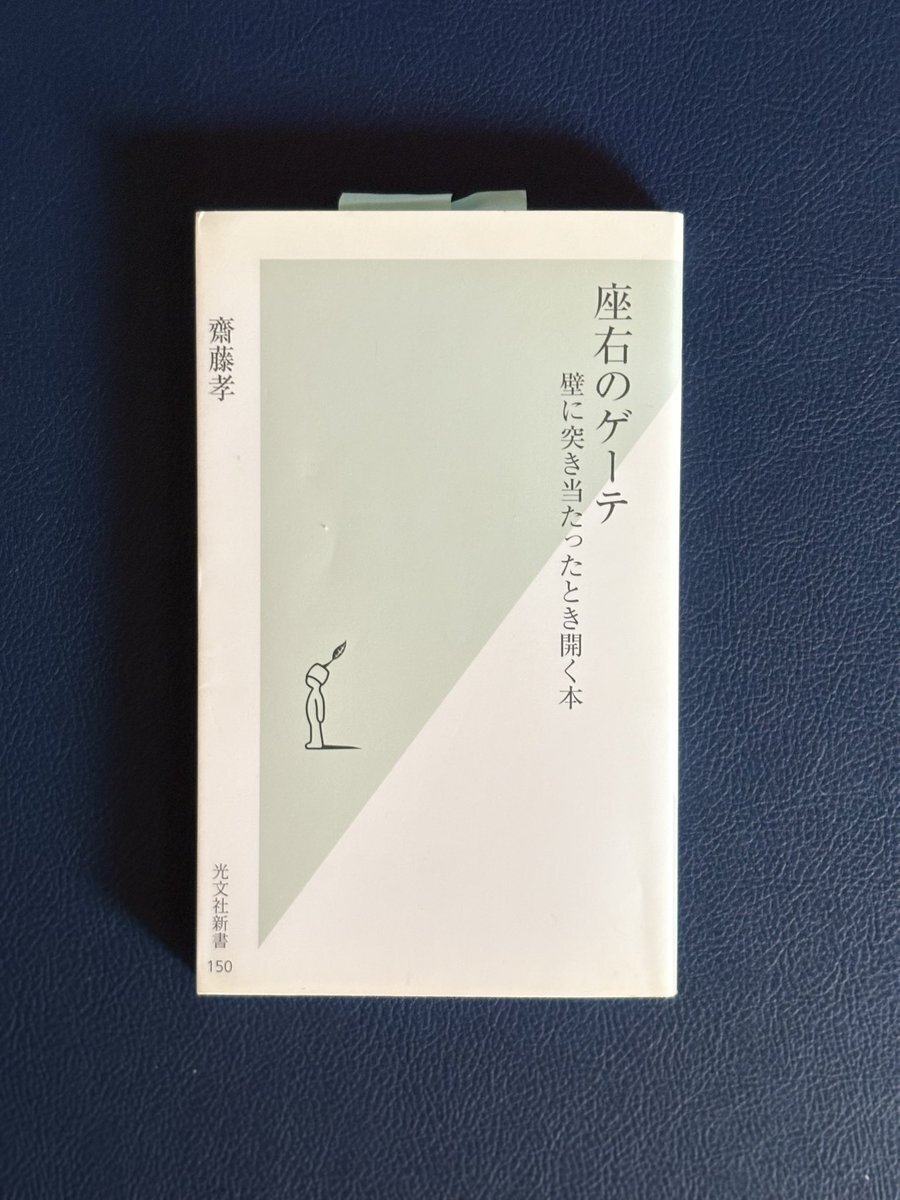 座右のゲーテ
壁に突き当たったとき開く本
齋藤孝
光文社新書
150